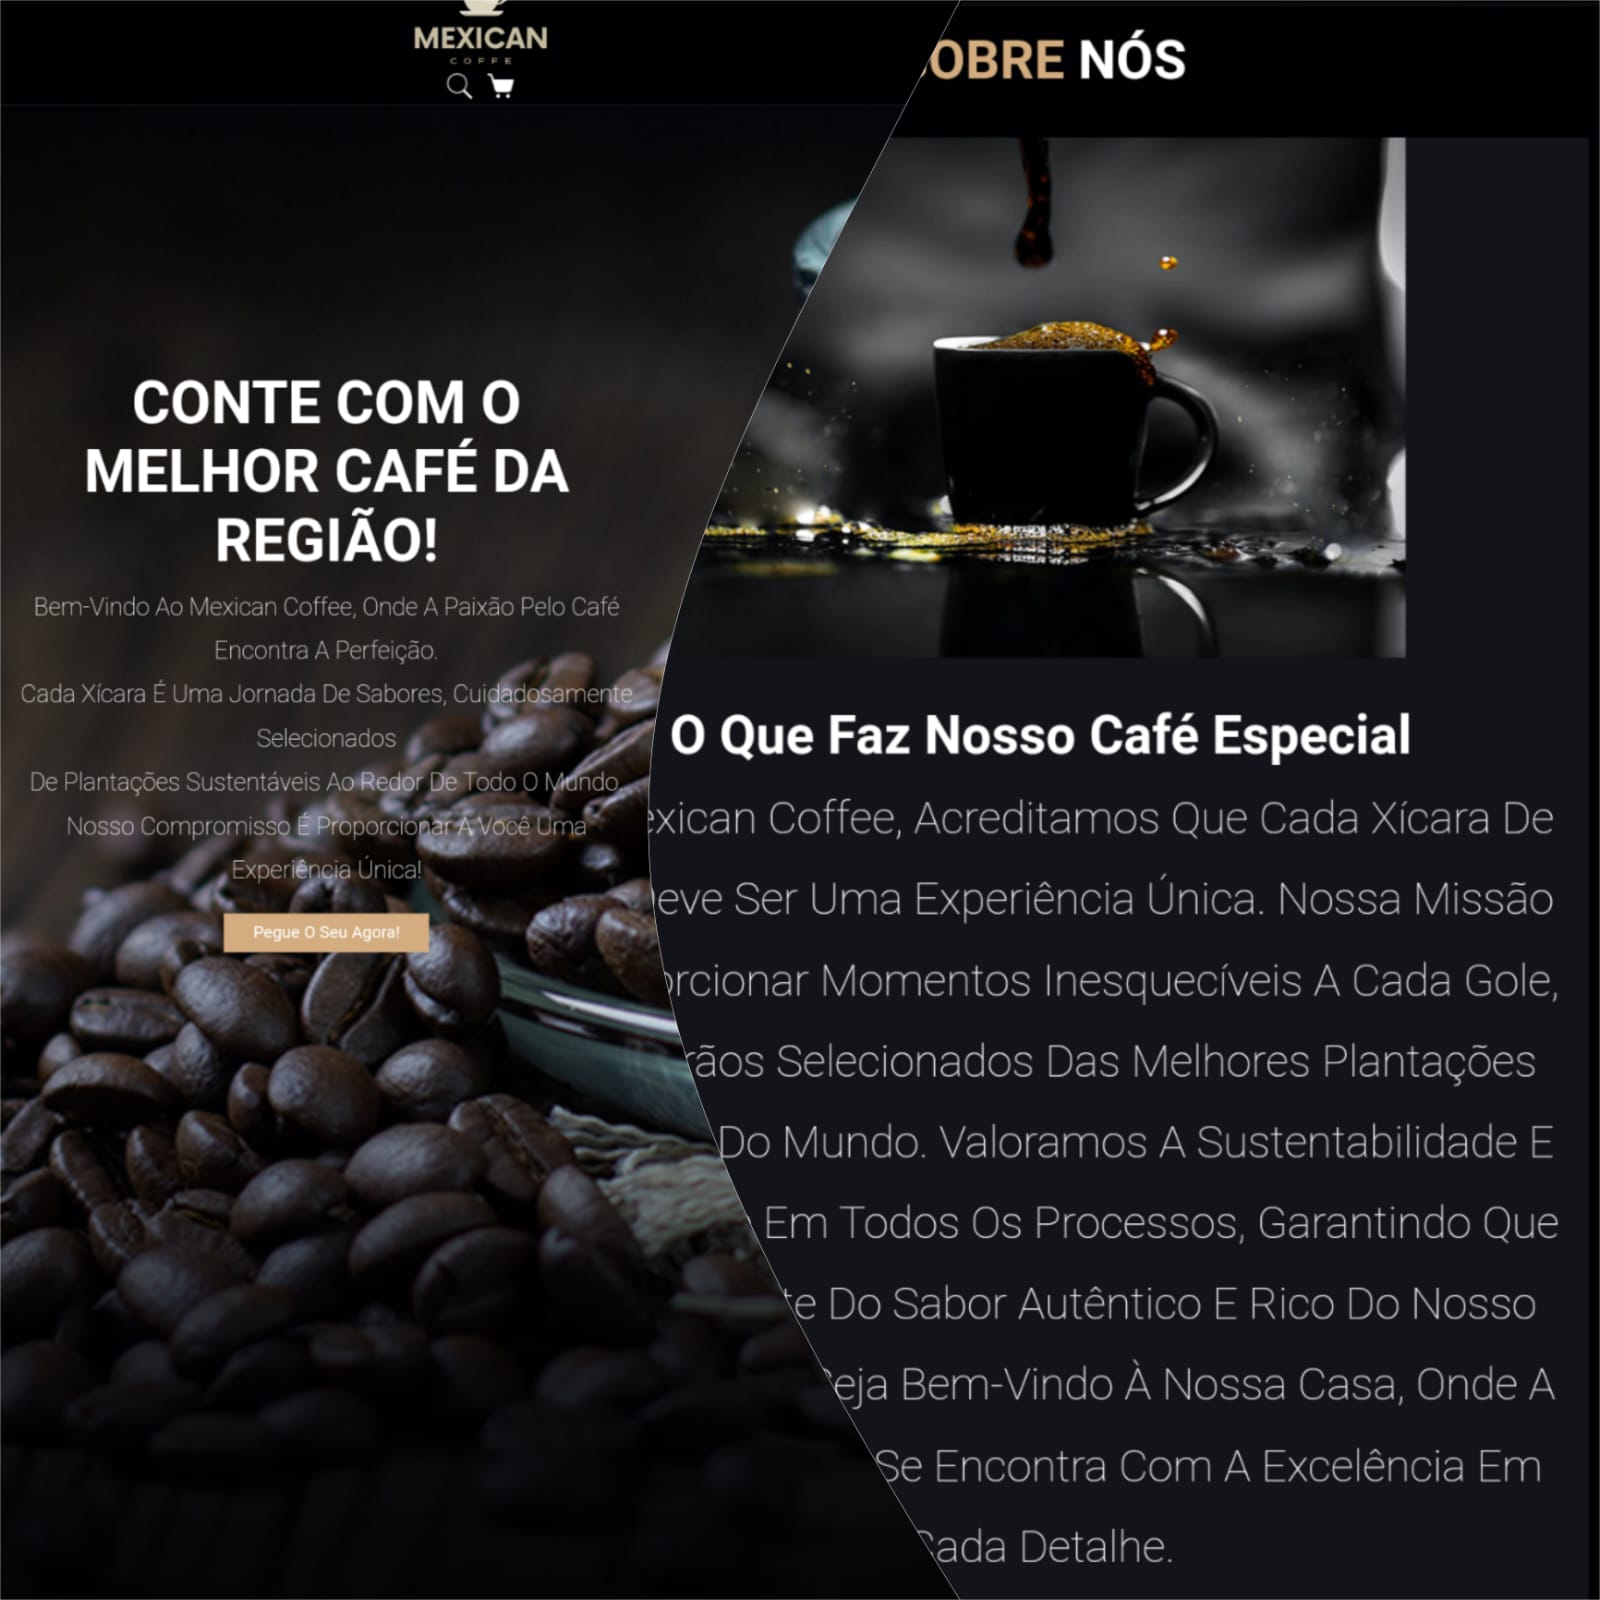 MEXICAN
COFFE
CONTE COM O
MELHOR CAFÉ DA
REGIÃO!
Bem-Vindo Ao Mexican Coffee, Onde A Paixão Pelo Café
Encontra A Perfeição.
Cada Xícara É Uma Jornada De Sabores, Cuidadosamente
Selecionados
De Plantações Sustentáveis Ao Redor De Todo O Mundo.
Nosso Compromisso É Proporcionar A Você Uma
Experiência Única!
Pegue O Seu Agora!
OBRE NÓS
O Que Faz Nosso Café Especial
exican Coffee, Acreditamos Que Cada Xícara De
eve Ser Uma Experiência Única. Nossa Missão
orcionar Momentos Inesquecíveis A Cada Gole,
rãos Selecionados Das Melhores Plantações
Do Mundo. Valoramos A Sustentabilidade E
Em Todos Os Processos, Garantindo Que
te Do Sabor Autêntico E Rico Do Nosso
eja Bem-Vindo À Nossa Casa, Onde A
Se Encontra Com A Excelência Em
Cada Detalhe.